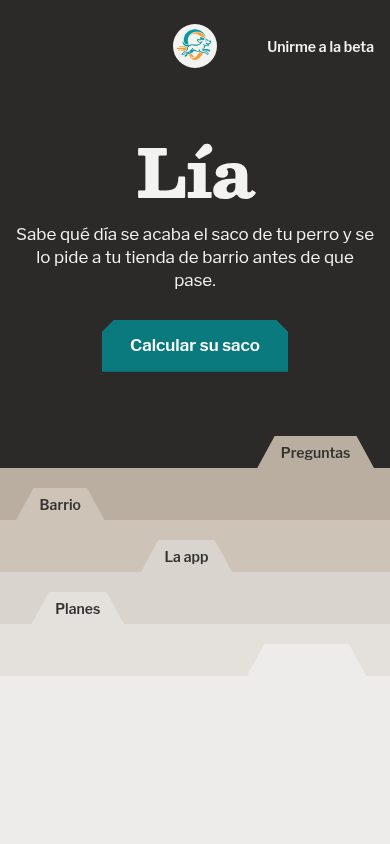 Unirme a la beta
Lía
Sabe qué día se acaba el saco de tu perro y se
lo pide a tu tienda de barrio antes de que
pase.
Calcular su saco
Preguntas
Barrio
La app
Planes